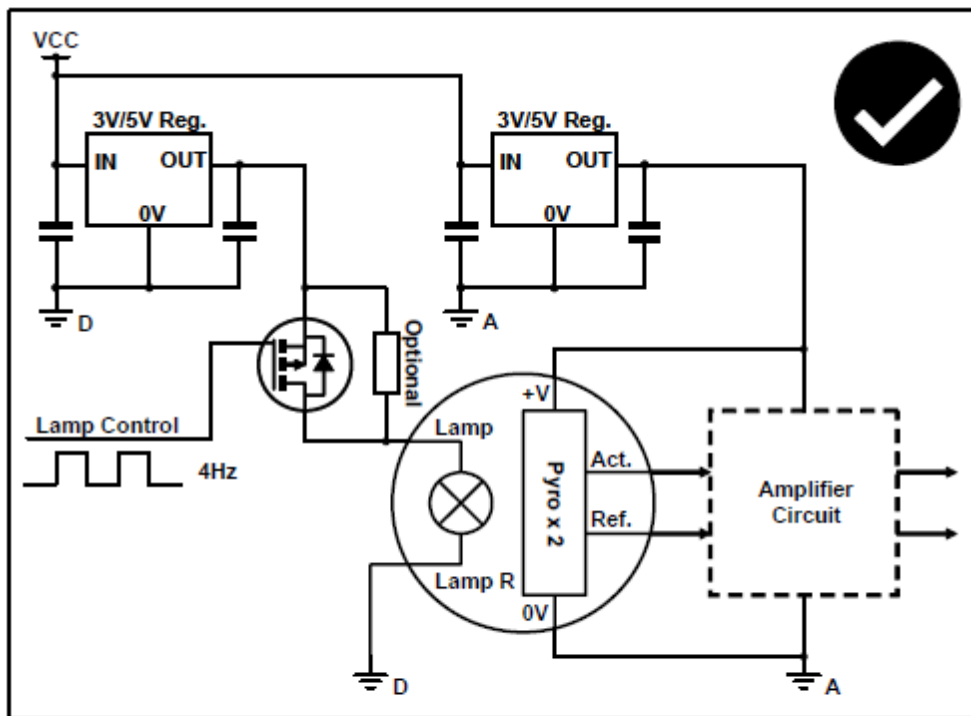 VCC
3V/5V Reg.
IN
OUT
0V
D
3V/5V Reg.
IN
OUT
0V
A
Optional
Lamp Control
4Hz
Lamp
Lamp R
D
+V
Pyro x 2
0V
Act.
Ref.
Amplifier
Circuit
A